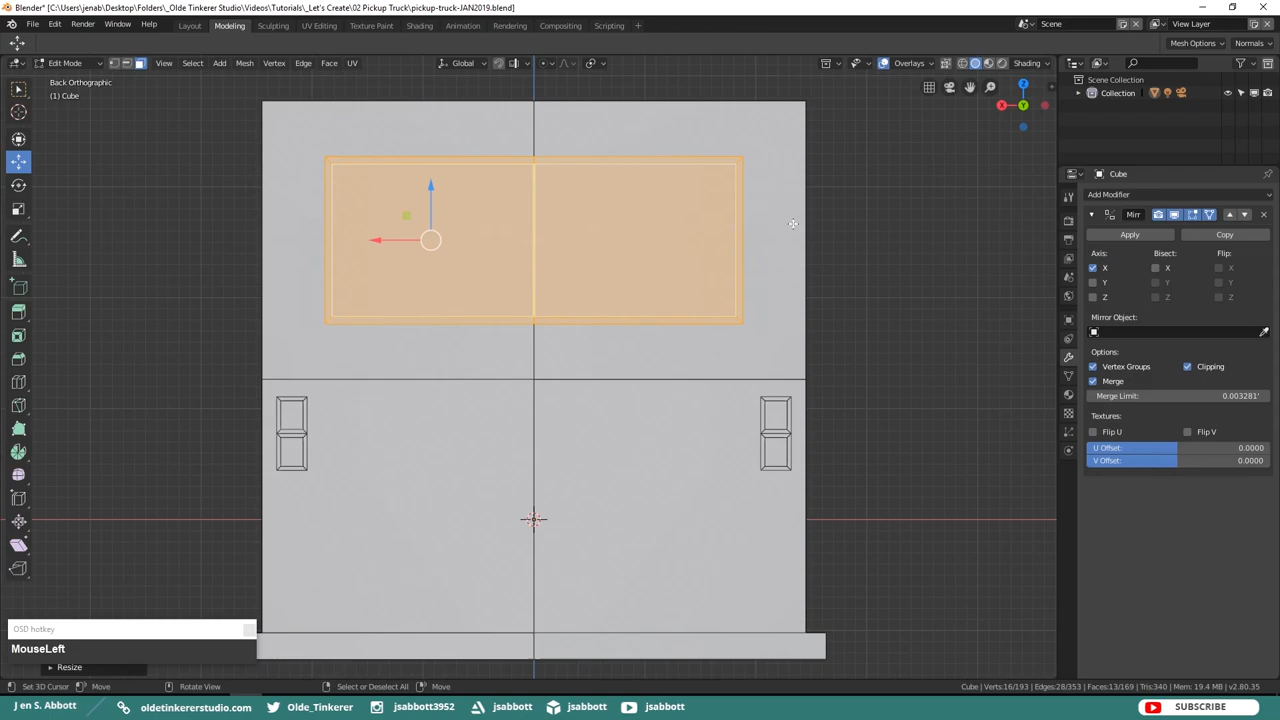 Blender* [C:\Users\jenab\Desktop\Folders\_Olde Tinkerer Studio\Videos\Tutorials\_Let's Create\02 Pickup Truck\pickup-truck-JAN2019.blend]
File Edit Render Window Help Layout Modeling Sculpting UV Editing Texture Paint Shading Animation Rendering Compositing Scripting + Scene View Layer
Mesh Options Normals
Edit Mode View Select Add Mesh Vertex Edge Face UV Global Overlays Shading
Back Orthographic
(1) Cube
Z
X
Y
Scene Collection
Collection
Cube
Add Modifier
Mirr
Apply Copy
Axis: Bisect: Flip:
X X X
Y Y Y
Z Z Z
Mirror Object:
Options:
Vertex Groups Clipping
Merge
Merge Limit: 0.003281'
Textures:
Flip U Flip V
U Offset: 0.0000
V Offset: 0.0000
OSD hotkey
MouseLeft
Resize
Set 3D Cursor Move Rotate View Select or Deselect All Move Cube | Verts:16/193 | Edges:28/353 | Faces:13/169 | Tris:340 | Mem: 19.4 MB | v2.80.35
J en S. Abbott oldetinkererstudio.com Olde_Tinkerer jsabbott3952 jsabbott jsabbott jsabbott SUBSCRIBE